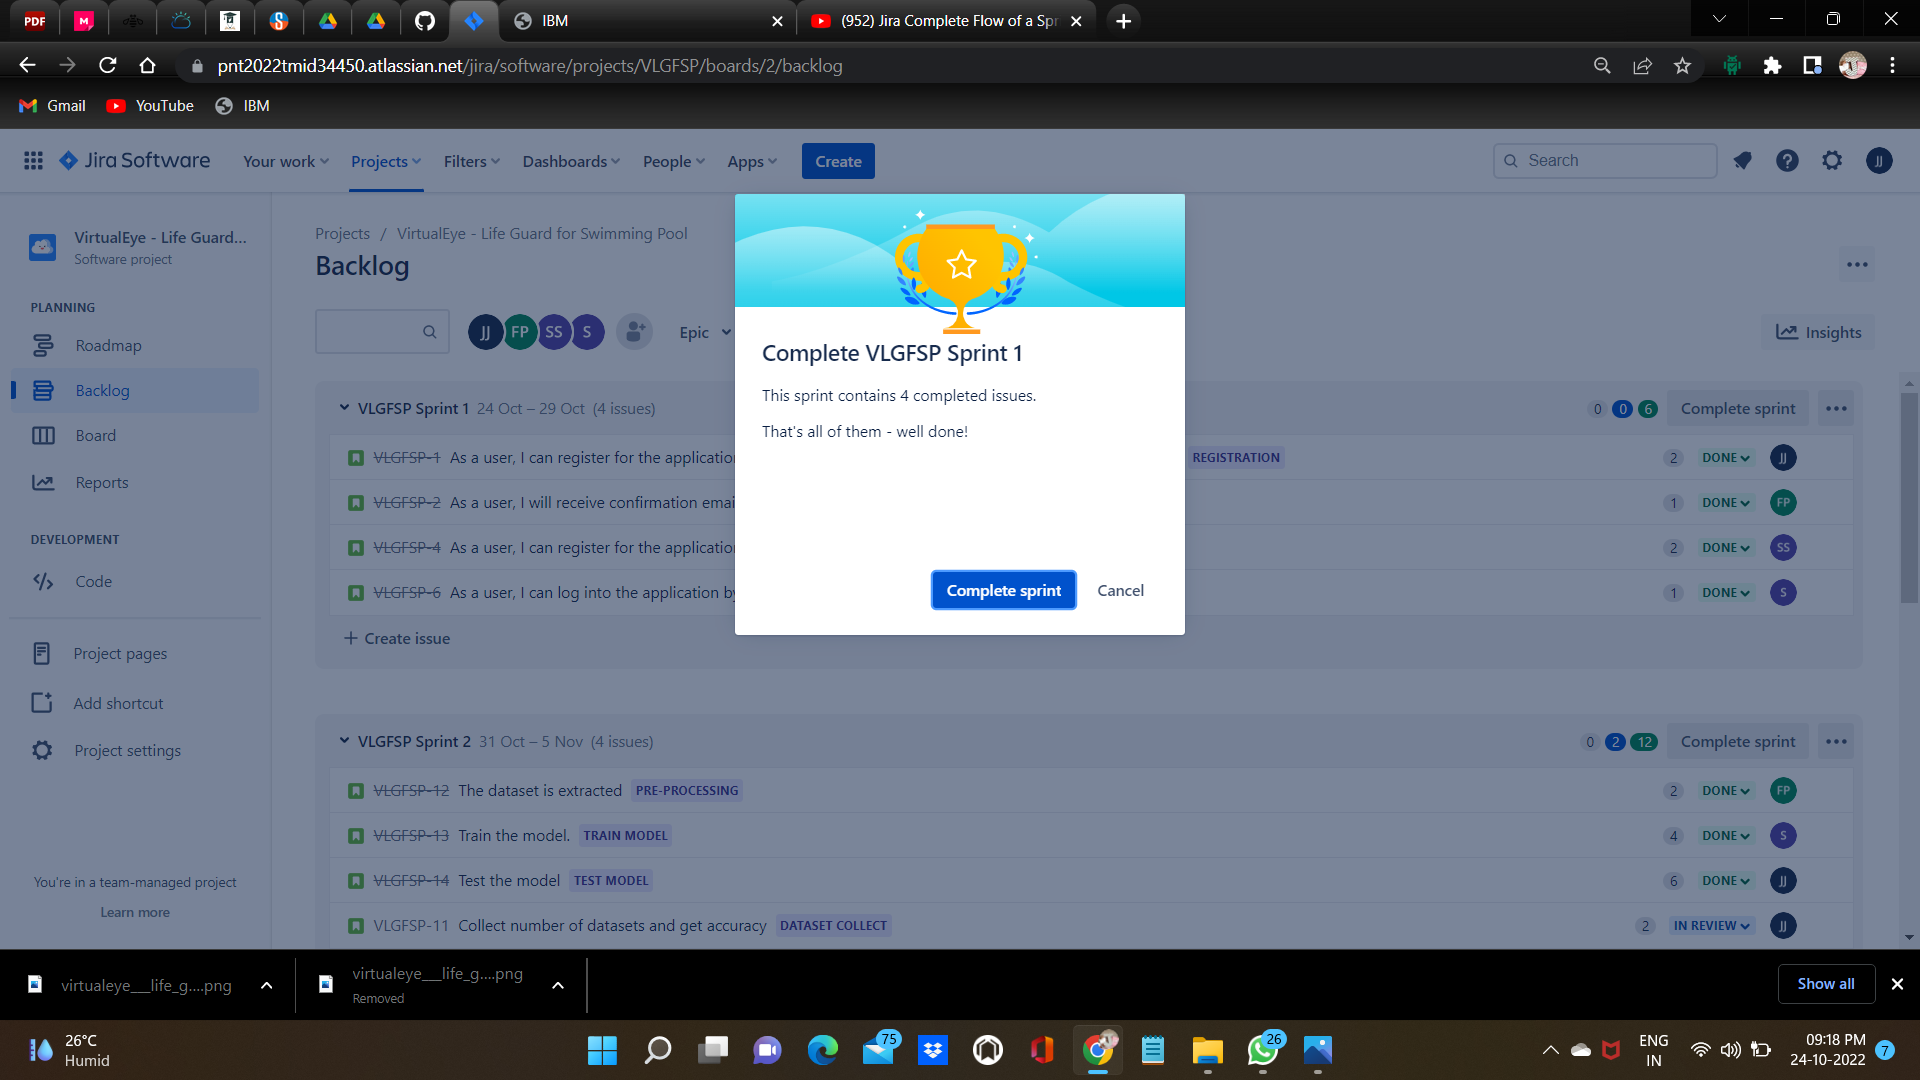 PDF
M
IBM
(952) Jira Complete Flow of a Spr
pnt2022tmid34450.atlassian.net/jira/software/projects/VLGFSP/boards/2/backlog
Gmail
YouTube
IBM
Jira Software
Your work
Projects
Filters
Dashboards
People
Apps
Create
Search
JJ
VirtualEye - Life Guard...
Software project
PLANNING
Roadmap
Backlog
Board
Reports
DEVELOPMENT
Code
Project pages
Add shortcut
Project settings
You're in a team-managed project
Learn more
Projects / VirtualEye - Life Guard for Swimming Pool
Backlog
JJ FP SS S
Epic
Insights
VLGFSP Sprint 1 24 Oct – 29 Oct (4 issues) 0 0 6 Complete sprint
VLGFSP-1 As a user, I can register for the application REGISTRATION 2 DONE JJ
VLGFSP-2 As a user, I will receive confirmation email 1 DONE FP
VLGFSP-4 As a user, I can register for the application 2 DONE SS
VLGFSP-6 As a user, I can log into the application by 1 DONE S
+ Create issue
Complete VLGFSP Sprint 1
This sprint contains 4 completed issues.
That's all of them - well done!
Complete sprint
Cancel
VLGFSP Sprint 2 31 Oct – 5 Nov (4 issues) 0 2 12 Complete sprint
VLGFSP-12 The dataset is extracted PRE-PROCESSING 2 DONE FP
VLGFSP-13 Train the model. TRAIN MODEL 4 DONE S
VLGFSP-14 Test the model TEST MODEL 6 DONE JJ
VLGFSP-11 Collect number of datasets and get accuracy DATASET COLLECT 2 IN REVIEW JJ
virtualeye___life_g....png
virtualeye___life_g....png
Removed
Show all
26°C
Humid
75
26
ENG
IN
09:18 PM
24-10-2022
7